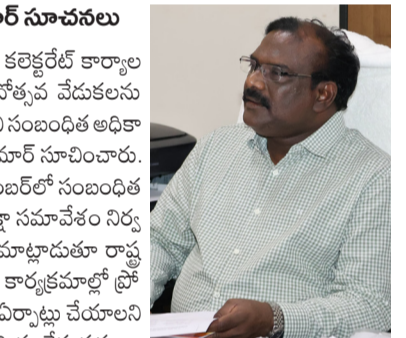 ర్ సూచనలు
కలెక్టరేట్ కార్యాల
వోత్సవ వేడుకలను
సంబంధిత అధికా
మార్ సూచించారు.
ంబర్‌లో సంబంధిత
క్షా సమావేశం నిర్వ
మాట్లాడుతూ రాష్ట్ర
కార్యక్రమాల్లో ప్రో
ఏర్పాట్లు చేయాలని